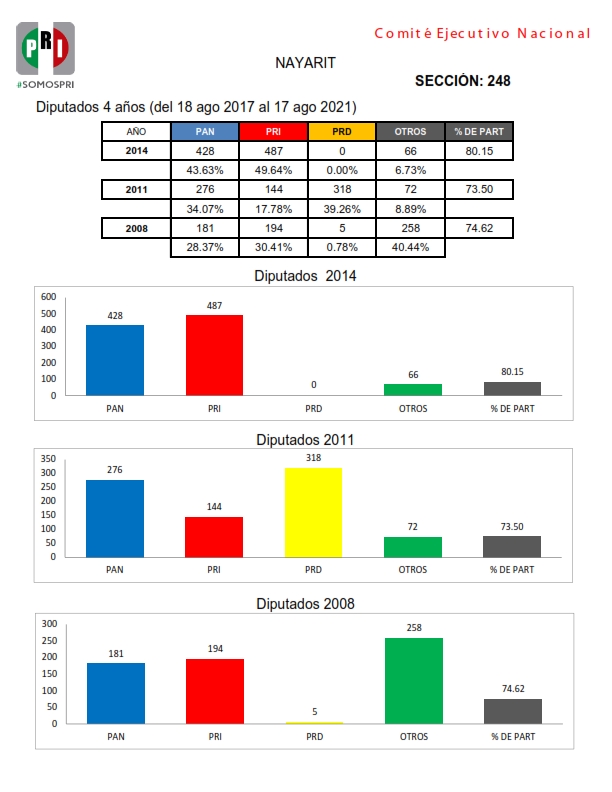 PRI
#SOMOSPRI
Comité Ejecutivo Nacional
NAYARIT
SECCIÓN: 248
Diputados 4 años (del 18 ago 2017 al 17 ago 2021)
AÑO PAN PRI PRD OTROS % DE PART
2014 428 487 0 66 80.15
43.63% 49.64% 0.00% 6.73%
2011 276 144 318 72 73.50
34.07% 17.78% 39.26% 8.89%
2008 181 194 5 258 74.62
28.37% 30.41% 0.78% 40.44%
Diputados 2014
600
500
400
300
200
100
0
428 487 0 66 80.15
PAN PRI PRD OTROS % DE PART
Diputados 2011
350
300
250
200
150
100
50
0
276 144 318 72 73.50
PAN PRI PRD OTROS % DE PART
Diputados 2008
300
250
200
150
100
50
0
181 194 5 258 74.62
PAN PRI PRD OTROS % DE PART